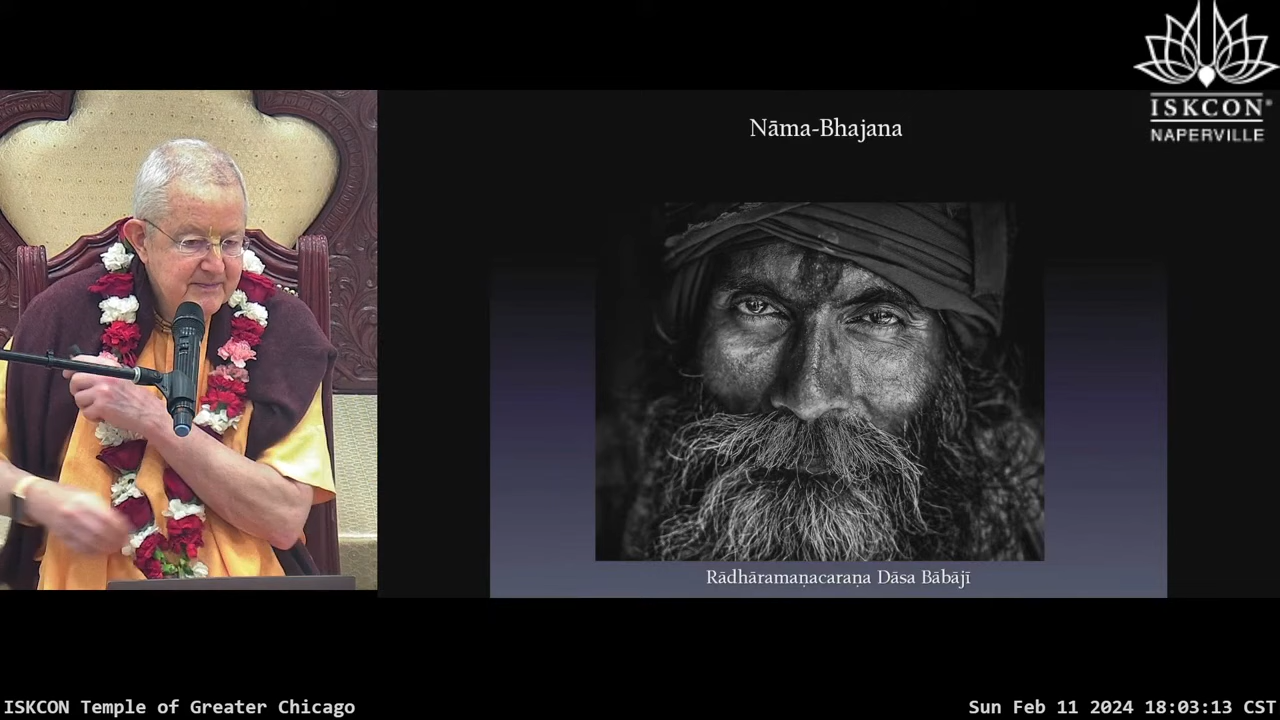 ISKCON®
NAPERVILLE
Nāma-Bhajana
Rādhāramaṇacaraṇa Dāsa Bābājī
ISKCON Temple of Greater Chicago
Sun Feb 11 2024 18:03:13 CST